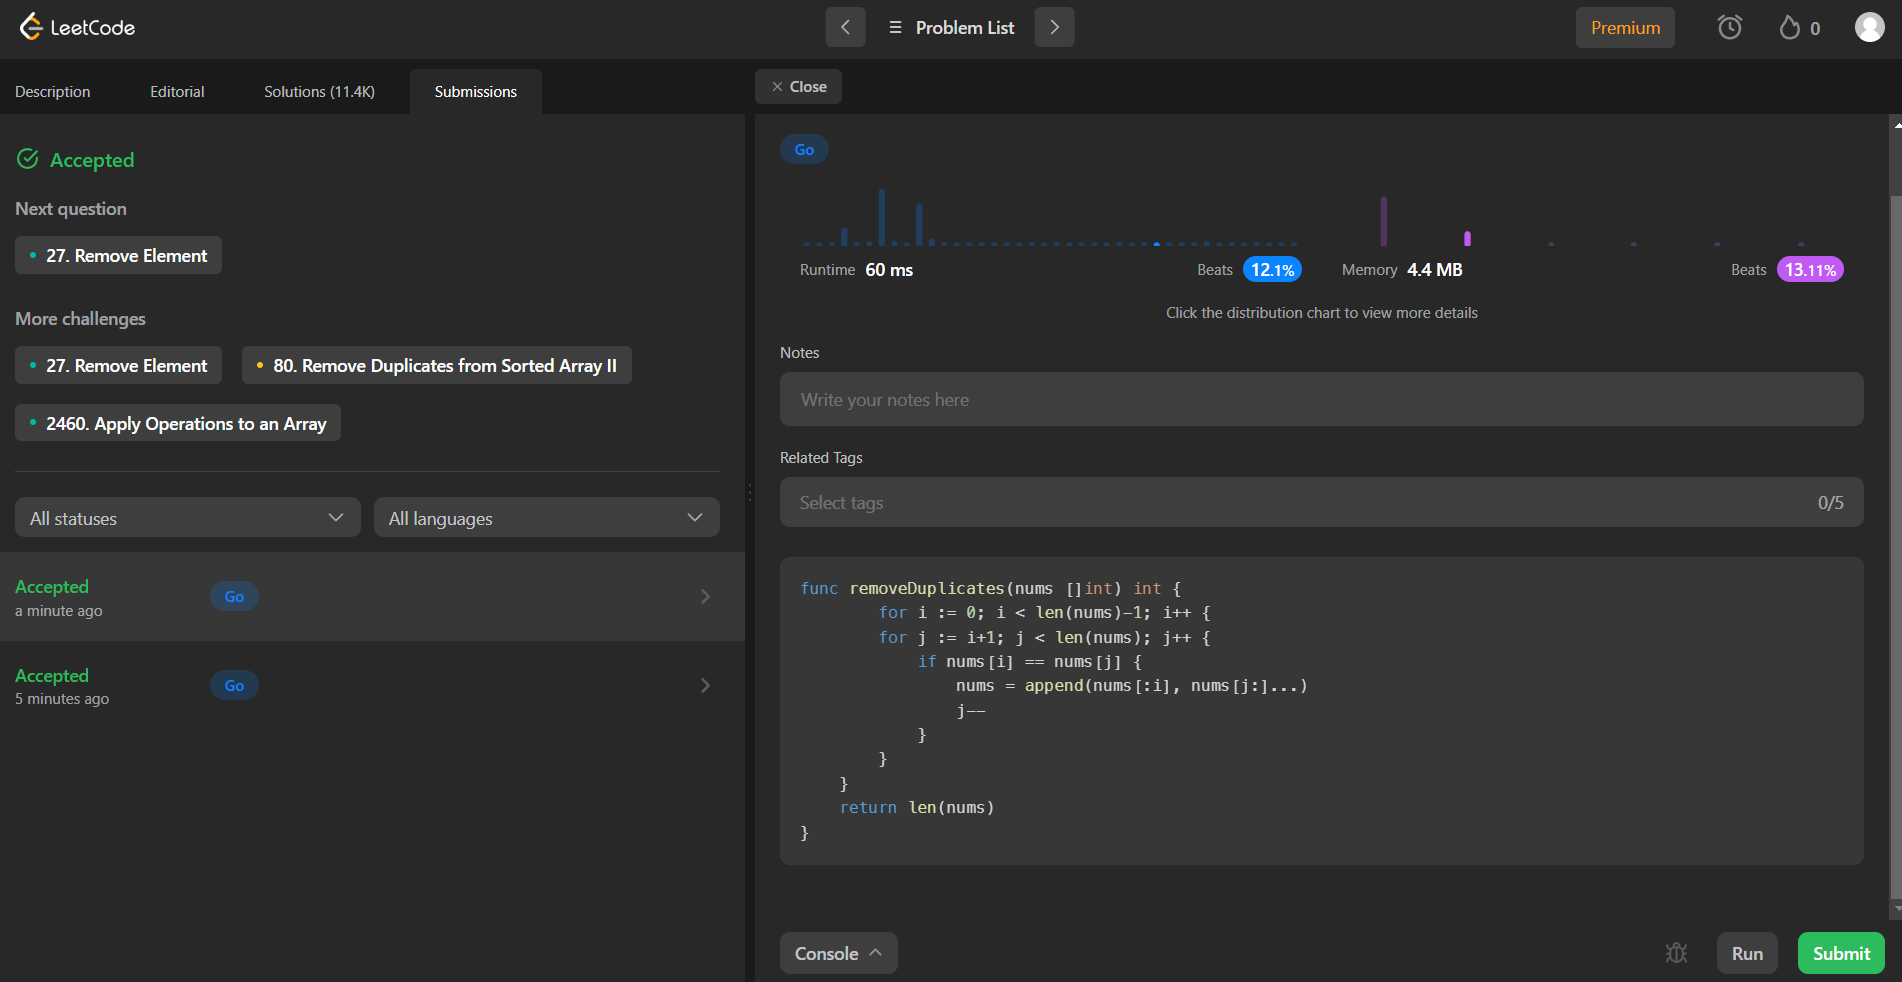 LeetCode
Problem List
Premium
0
Description Editorial Solutions (11.4K) Submissions
Accepted
Next question
27. Remove Element
More challenges
27. Remove Element 80. Remove Duplicates from Sorted Array II
2460. Apply Operations to an Array
All statuses All languages
Accepted
a minute ago
Go
Accepted
5 minutes ago
Go
Close
Go
Runtime 60 ms Beats 12.1% Memory 4.4 MB Beats 13.11%
Click the distribution chart to view more details
Notes
Write your notes here
Related Tags
Select tags 0/5
func removeDuplicates(nums []int) int {
for i := 0; i < len(nums)-1; i++ {
for j := i+1; j < len(nums); j++ {
if nums[i] == nums[j] {
nums = append(nums[:i], nums[j:]...)
j--
}
}
}
return len(nums)
}
Console Run Submit